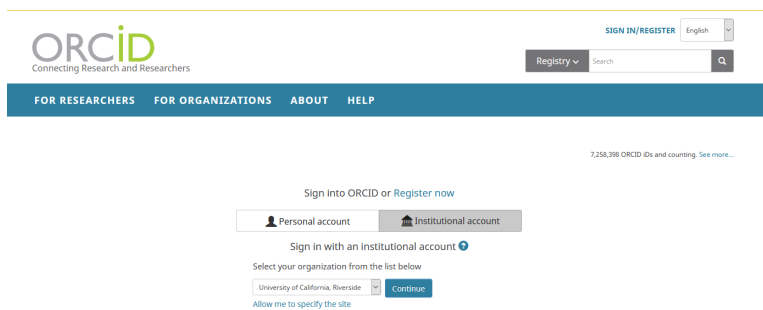 SIGN IN/REGISTER English
ORCiD
Connecting Research and Researchers
Registry Search
FOR RESEARCHERS FOR ORGANIZATIONS ABOUT HELP
7,258,398 ORCID iDs and counting. See more...
Sign into ORCID or Register now
Personal account Institutional account
Sign in with an institutional account ?
Select your organization from the list below
University of California, Riverside Continue
Allow me to specify the site